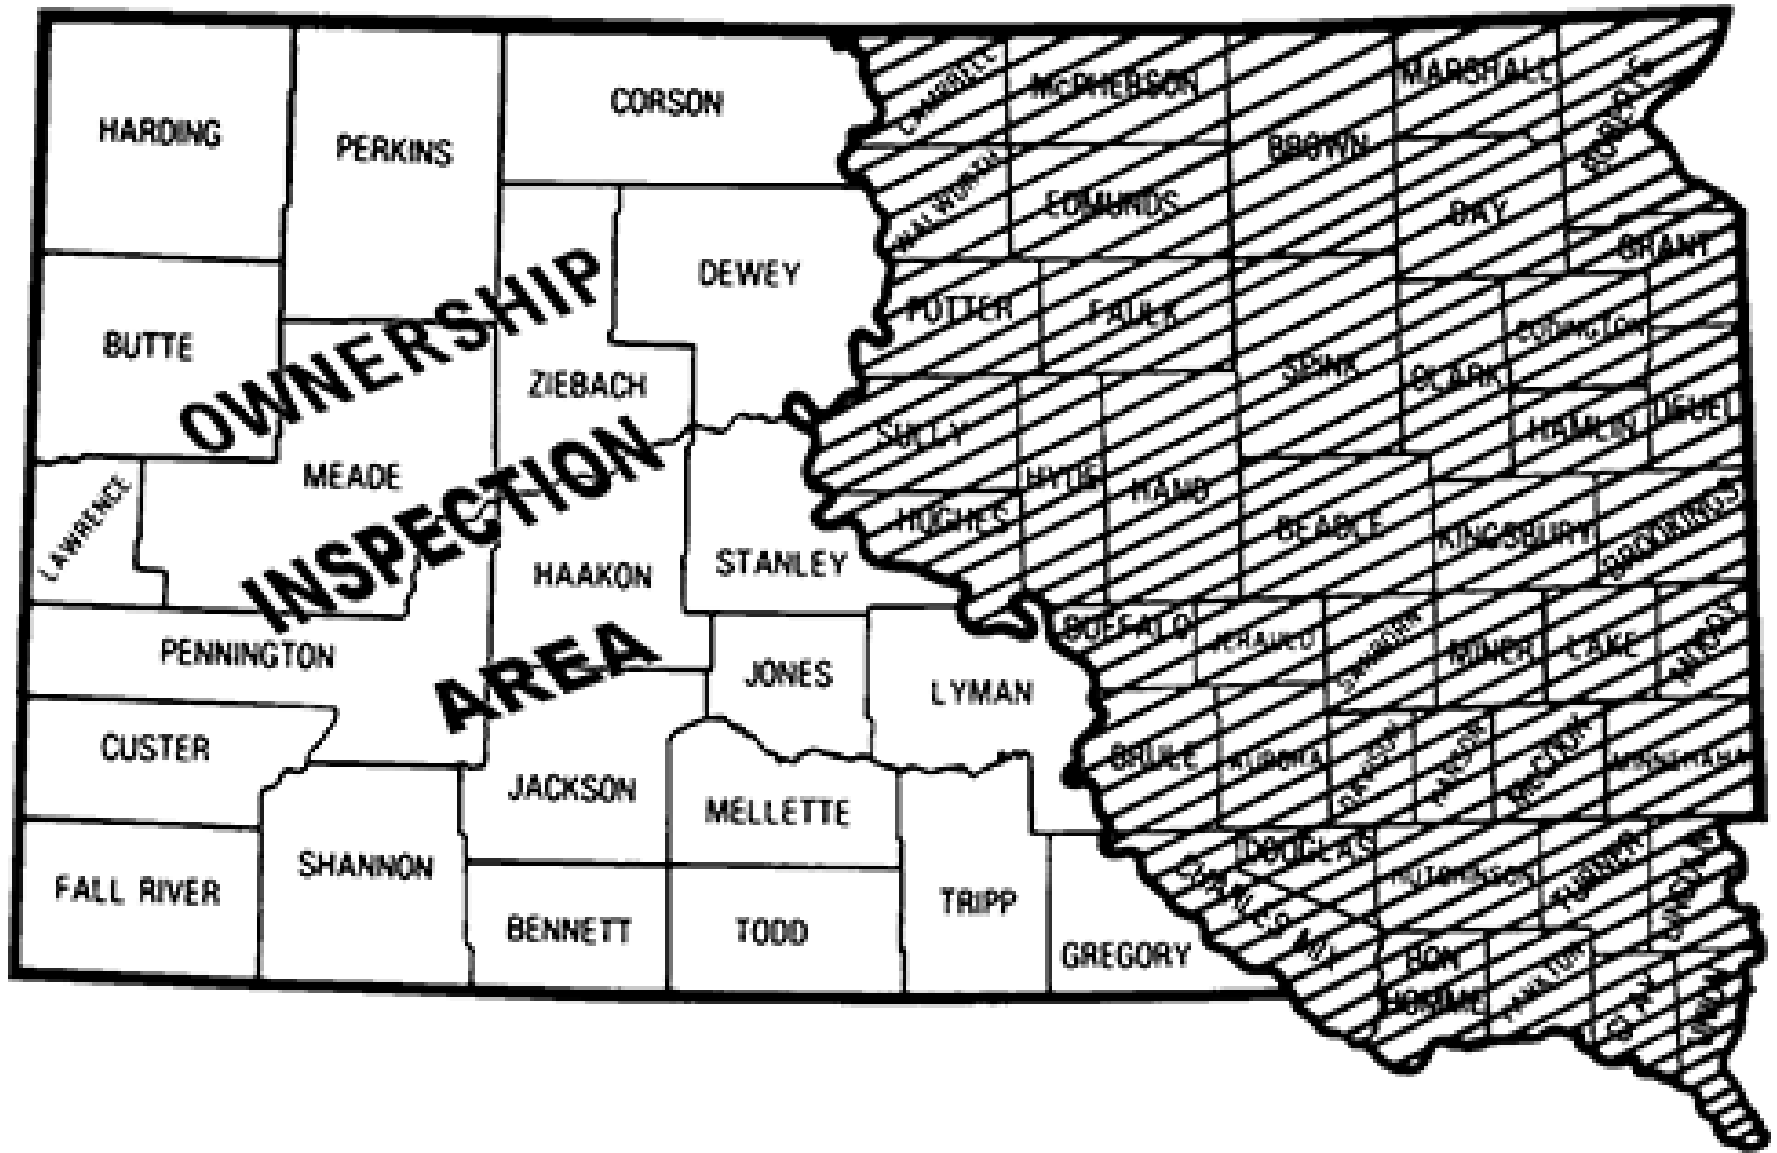 HARDING
PERKINS
CORSON
CAMPBELL
MCPHERSON
BROWN
MARSHALL
ROBERTS
WALWORTH
EDMUNDS
DAY
GRANT
BUTTE
DEWEY
POTTER
FAULK
SPINK
CLARK
CODINGTON
ZIEBACH
OWNERSHIP
INSPECTION
AREA
MEADE
LAWRENCE
SULLY
HYDE
HAND
HAMLIN
DEUEL
HUGHES
BEADLE
KINGSBURY
BROOKINGS
HAAKON
STANLEY
PENNINGTON
JONES
LYMAN
BUFFALO
JERAULD
SANBORN
MINER
LAKE
MOODY
CUSTER
JACKSON
MELLETTE
BRULE
AURORA
DAVISON
HANSON
McCOOK
MINNEHAHA
FALL RIVER
SHANNON
BENNETT
TODD
TRIPP
GREGORY
CHARLES MIX
DOUGLAS
HUTCHINSON
TURNER
LINCOLN
BON
HOMME
YANKTON
CLAY
UNION